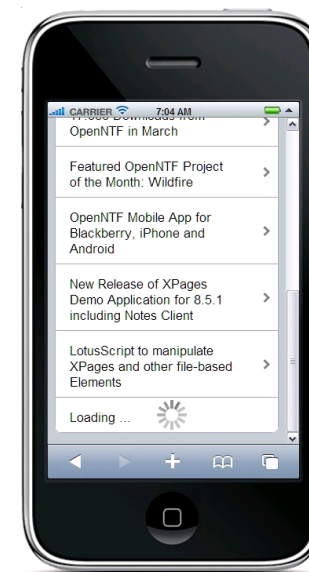 CARRIER 7:04 AM
Downloads from
OpenNTF in March
Featured OpenNTF Project
of the Month: Wildfire
OpenNTF Mobile App for
Blackberry, iPhone and
Android
New Release of XPages
Demo Application for 8.5.1
including Notes Client
LotusScript to manipulate
XPages and other file-based
Elements
Loading ...